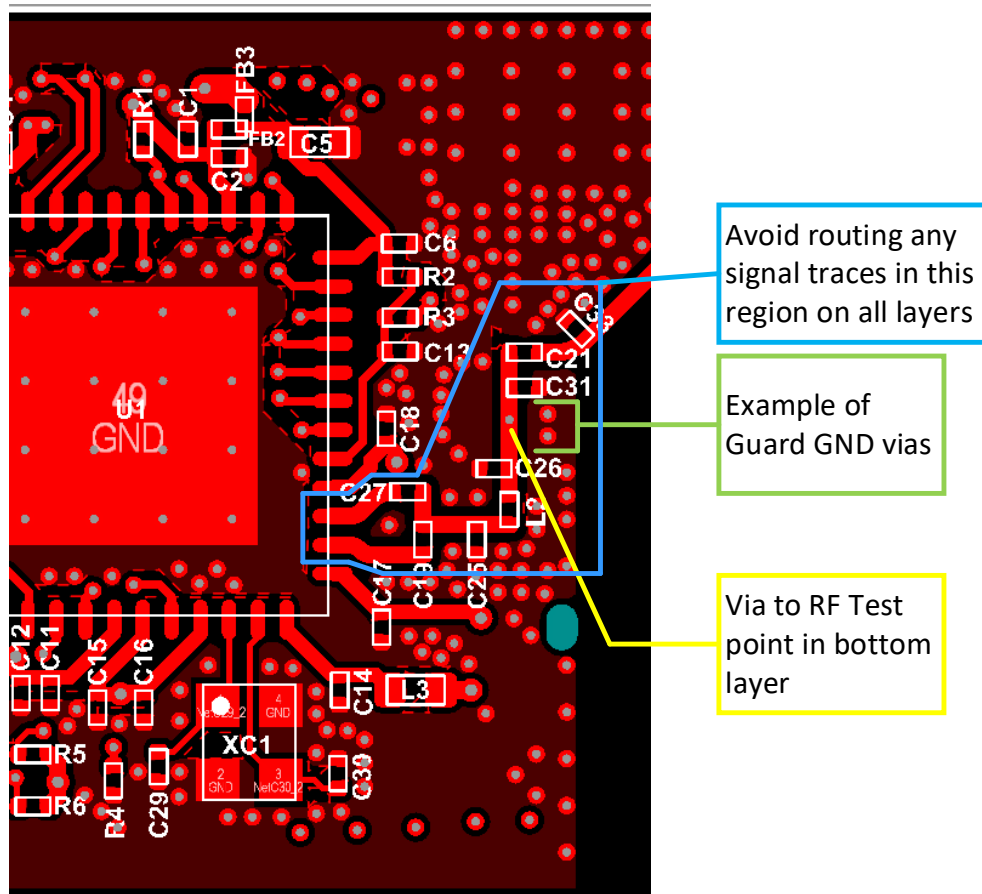 FB3
R1
C1
FB2
C5
C2
C6
R2
R3
C13
C21
C31
C18
49
U1
GND
C26
C27
L2
C19
C25
C17
C12
C11
C15
C16
C14
L3
4
GND
XC1
2
GND
3
NetC30_2
R5
R6
R4
C29
C30
Avoid routing any
signal traces in this
region on all layers
Example of
Guard GND vias
Via to RF Test
point in bottom
layer